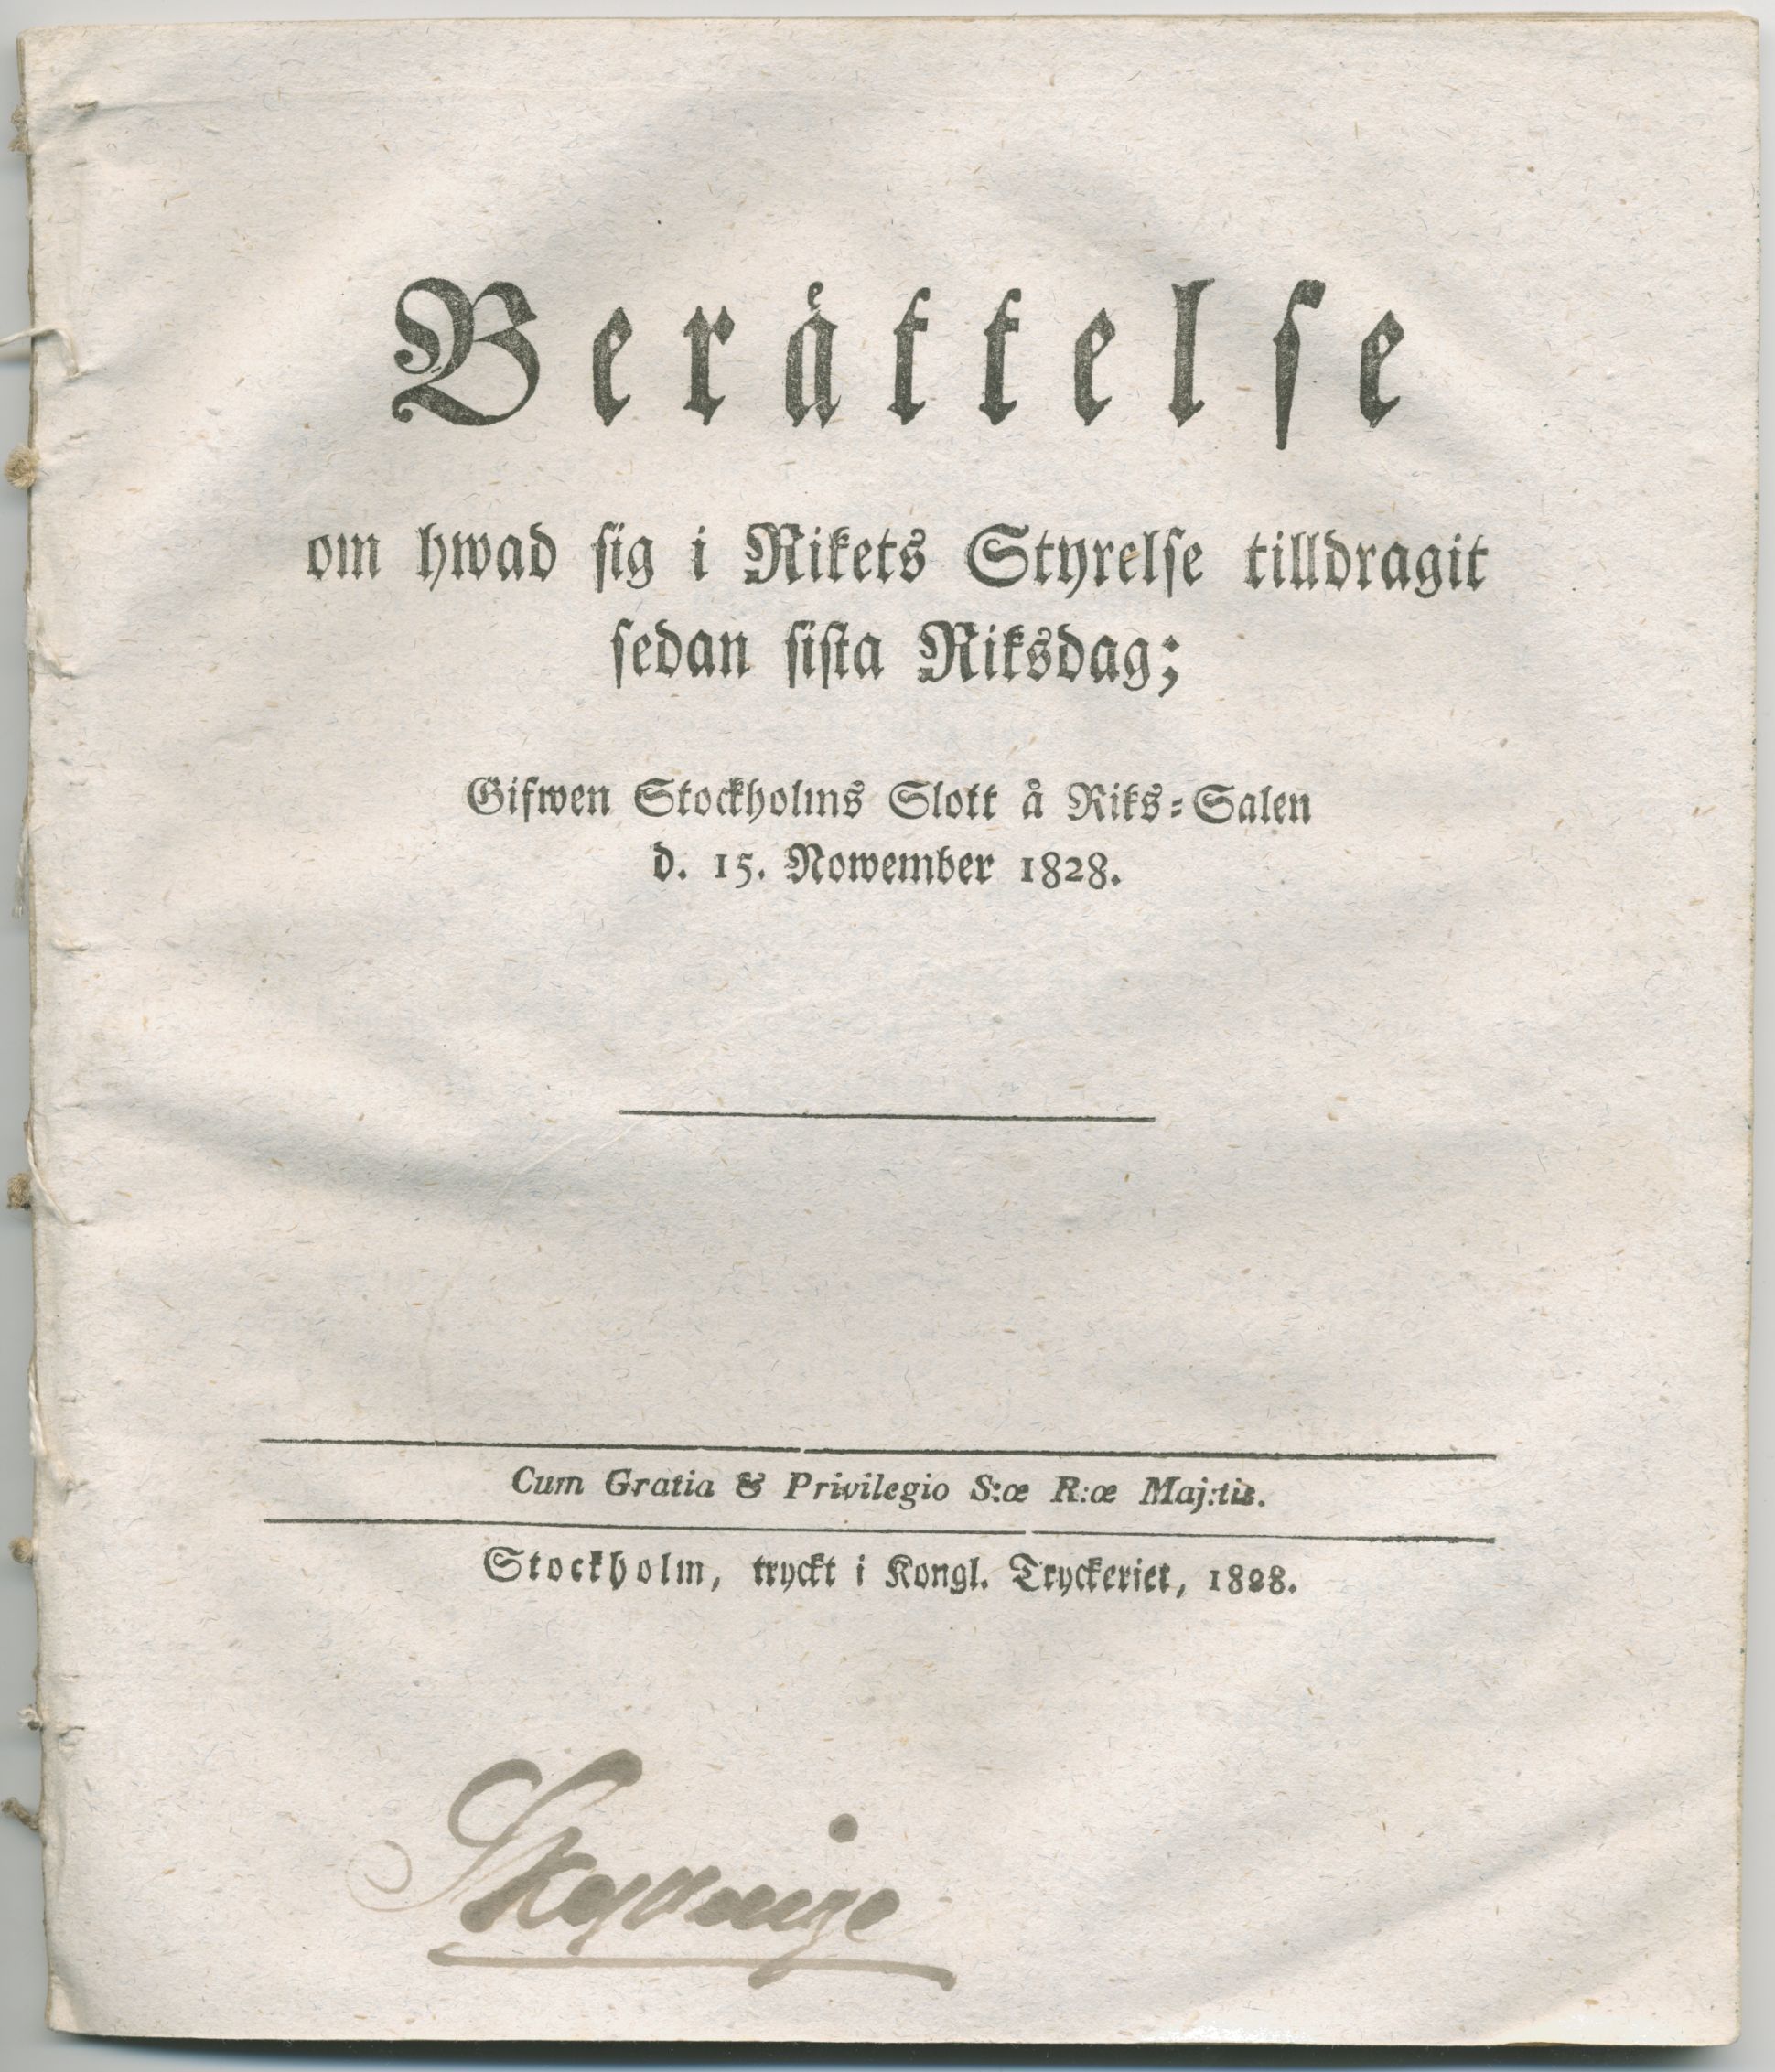 Berättelse
om hwad sig i Rikets Styrelse tilldragit
sedan sista Riksdag;
Gifwen Stockholms Slott å Riks-Salen
d. 15. Nowember 1828.
Cum Gratia & Privilegio S:æ R:æ Maj:tis.
Stockholm, tryckt i Kongl. Tryckeriet, 1828.